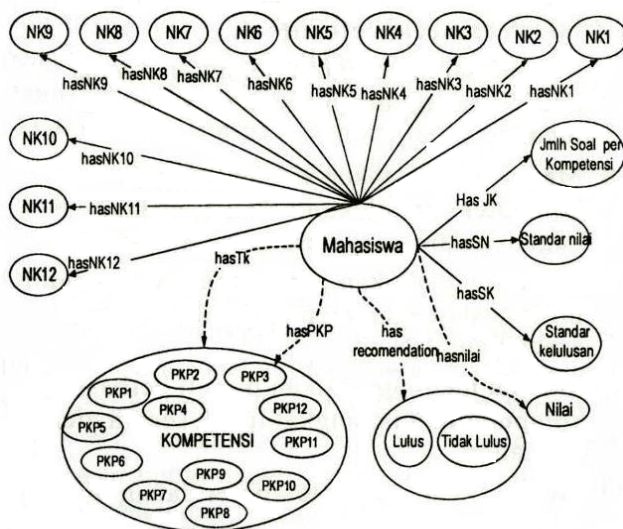 NK9
NK8
NK7
NK6
NK5
NK4
NK3
NK2
NK1
hasNK9
hasNK8
hasNK7
hasNK6
hasNK5
hasNK4
hasNK3
hasNK2
hasNK1
NK10
hasNK10
NK11
hasNK11
NK12
hasNK12
Mahasiswa
Has JK
Jmlh Soal per
Kompetensi
hasSN
Standar nilai
hasSK
Standar
kelulusan
hasTk
hasPKP
has
recomendation
hasnilai
Nilai
PKP2
PKP3
PKP1
PKP4
PKP12
PKP5
KOMPETENSI
PKP11
PKP6
PKP9
PKP10
PKP7
PKP8
Lulus
Tidak Lulus